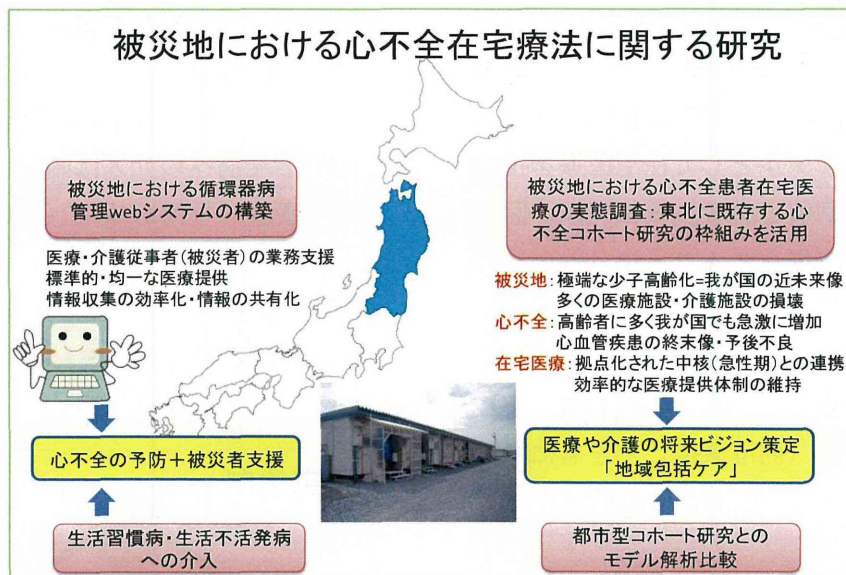 被災地における心不全在宅療法に関する研究
被災地における循環器病
管理webシステムの構築
医療・介護従事者(被災者)の業務支援
標準的・均一な医療提供
情報収集の効率化・情報の共有化
心不全の予防+被災者支援
生活習慣病・生活不活発病
への介入
被災地における心不全患者在宅医
療の実態調査:東北に既存する心
不全コホート研究の枠組みを活用
被災地:極端な少子高齢化=我が国の近未来像
多くの医療施設・介護施設の損壊
心不全:高齢者に多く我が国でも急激に増加
心血管疾患の終末像・予後不良
在宅医療:拠点化された中核(急性期)との連携
効率的な医療提供体制の維持
医療や介護の将来ビジョン策定
「地域包括ケア」
都市型コホート研究との
モデル解析比較